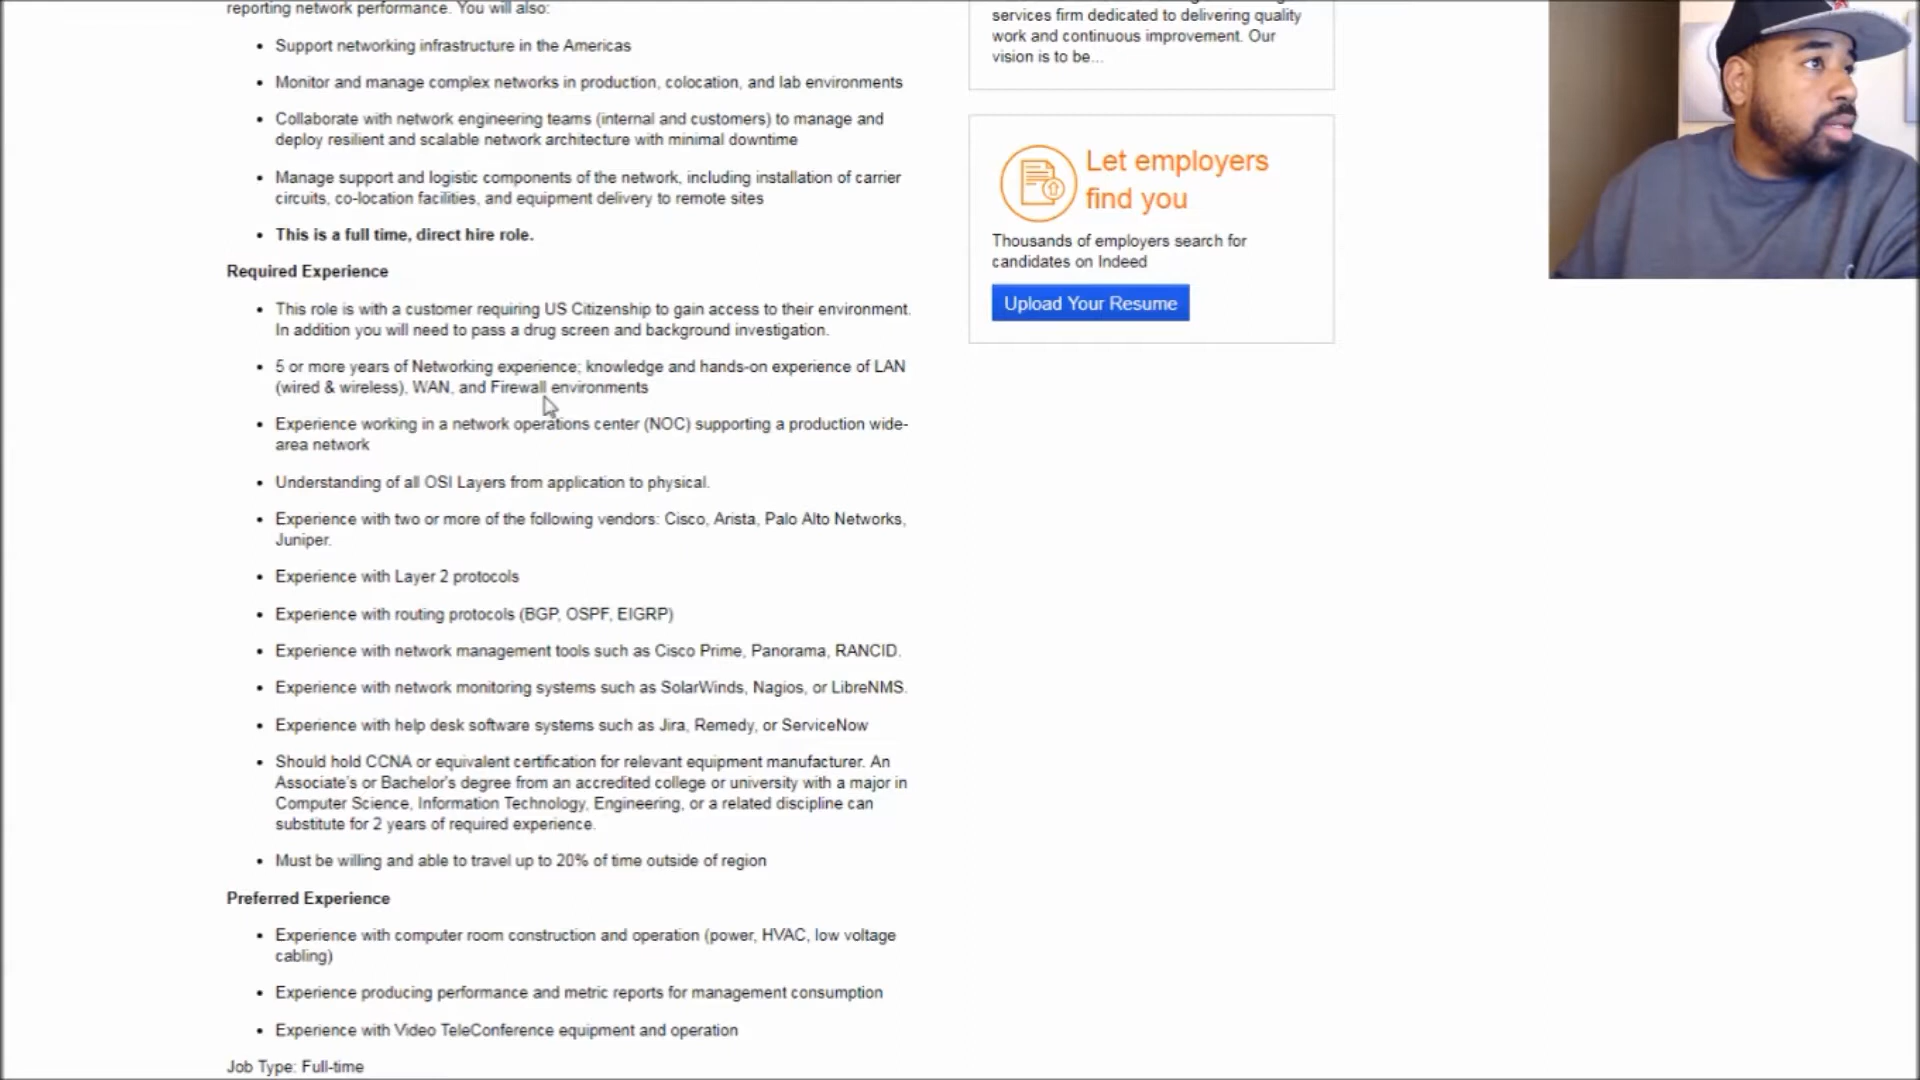 reporting network performance. You will also:
• Support networking infrastructure in the Americas
• Monitor and manage complex networks in production, colocation, and lab environments
• Collaborate with network engineering teams (internal and customers) to manage and
deploy resilient and scalable network architecture with minimal downtime
• Manage support and logistic components of the network, including installation of carrier
circuits, co-location facilities, and equipment delivery to remote sites
• This is a full time, direct hire role.
Required Experience
• This role is with a customer requiring US Citizenship to gain access to their environment.
In addition you will need to pass a drug screen and background investigation.
• 5 or more years of Networking experience; knowledge and hands-on experience of LAN
(wired & wireless), WAN, and Firewall environments
• Experience working in a network operations center (NOC) supporting a production wide-
area network
• Understanding of all OSI Layers from application to physical.
• Experience with two or more of the following vendors: Cisco, Arista, Palo Alto Networks,
Juniper.
• Experience with Layer 2 protocols
• Experience with routing protocols (BGP, OSPF, EIGRP)
• Experience with network management tools such as Cisco Prime, Panorama, RANCID.
• Experience with network monitoring systems such as SolarWinds, Nagios, or LibreNMS.
• Experience with help desk software systems such as Jira, Remedy, or ServiceNow
• Should hold CCNA or equivalent certification for relevant equipment manufacturer. An
Associate's or Bachelor's degree from an accredited college or university with a major in
Computer Science, Information Technology, Engineering, or a related discipline can
substitute for 2 years of required experience.
• Must be willing and able to travel up to 20% of time outside of region
Preferred Experience
• Experience with computer room construction and operation (power, HVAC, low voltage
cabling)
• Experience producing performance and metric reports for management consumption
• Experience with Video TeleConference equipment and operation
Job Type: Full-time
services firm dedicated to delivering quality
work and continuous improvement. Our
vision is to be...
Let employers
find you
Thousands of employers search for
candidates on Indeed
Upload Your Resume